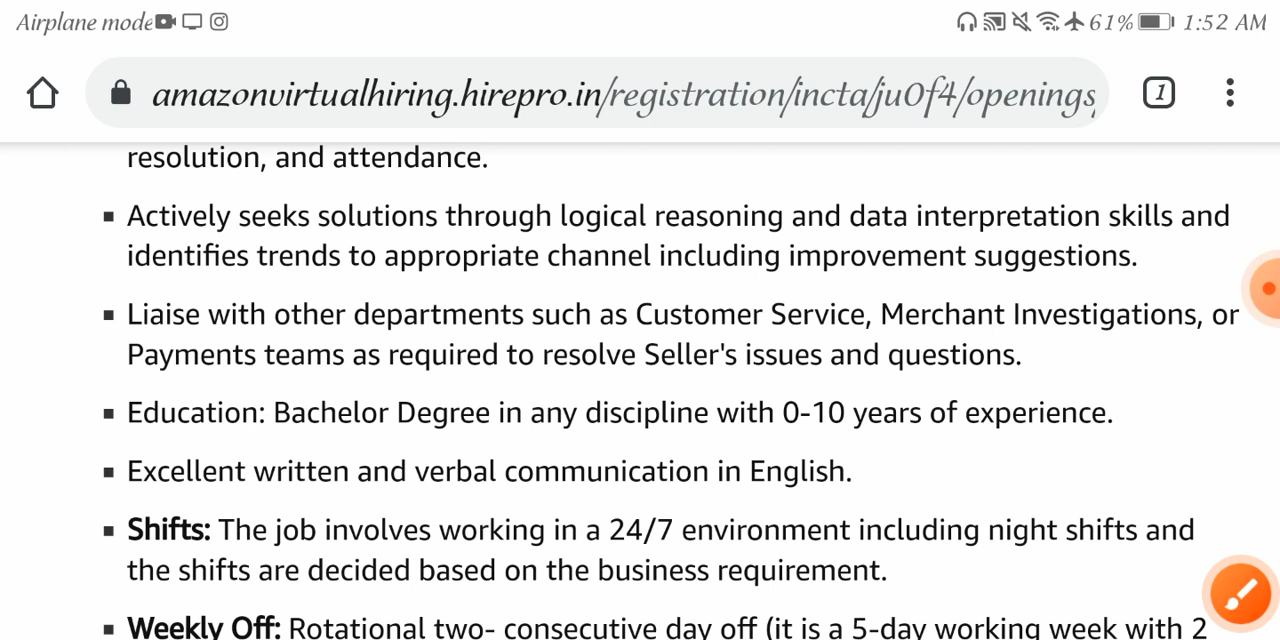 Airplane mode 61% 1:52 AM
amazonvirtualhiring.hirepro.in/registration/incta/ju0f4/openings 1
resolution, and attendance.
Actively seeks solutions through logical reasoning and data interpretation skills and
identifies trends to appropriate channel including improvement suggestions.
Liaise with other departments such as Customer Service, Merchant Investigations, or
Payments teams as required to resolve Seller's issues and questions.
Education: Bachelor Degree in any discipline with 0-10 years of experience.
Excellent written and verbal communication in English.
Shifts: The job involves working in a 24/7 environment including night shifts and
the shifts are decided based on the business requirement.
Weekly Off: Rotational two- consecutive day off (it is a 5-day working week with 2